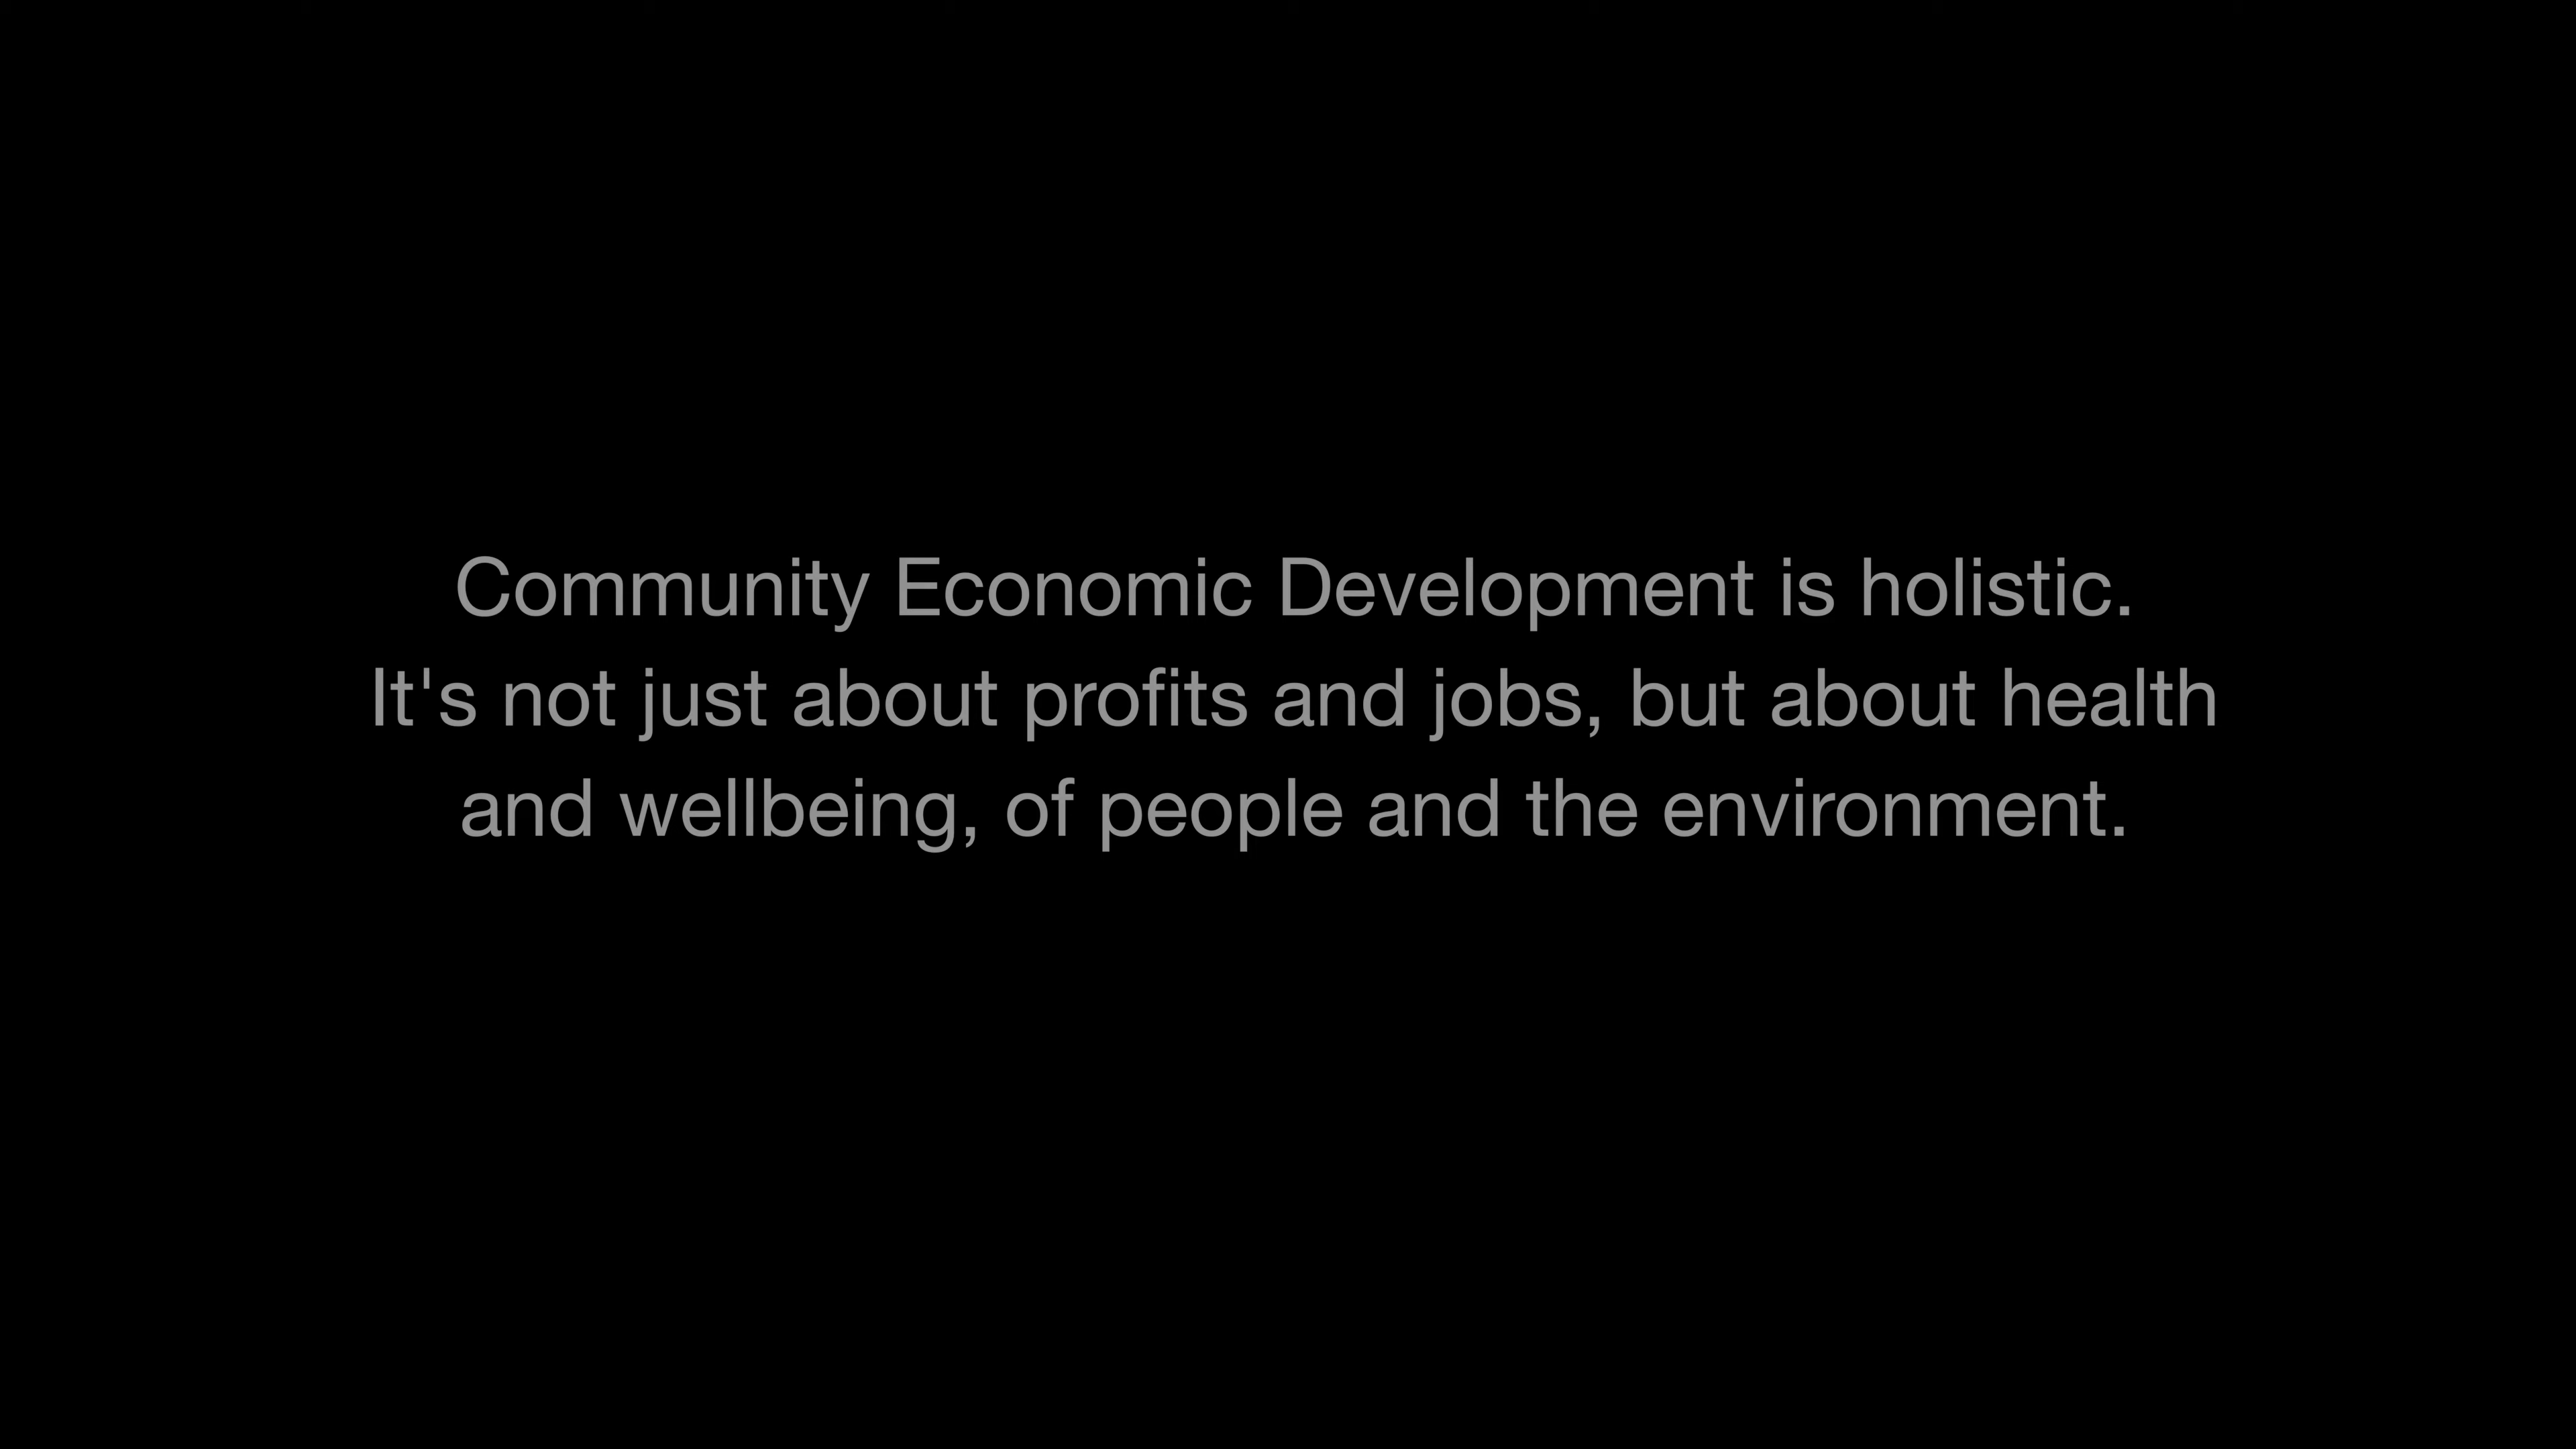 Community Economic Development is holistic.
It's not just about profits and jobs, but about health
and wellbeing, of people and the environment.